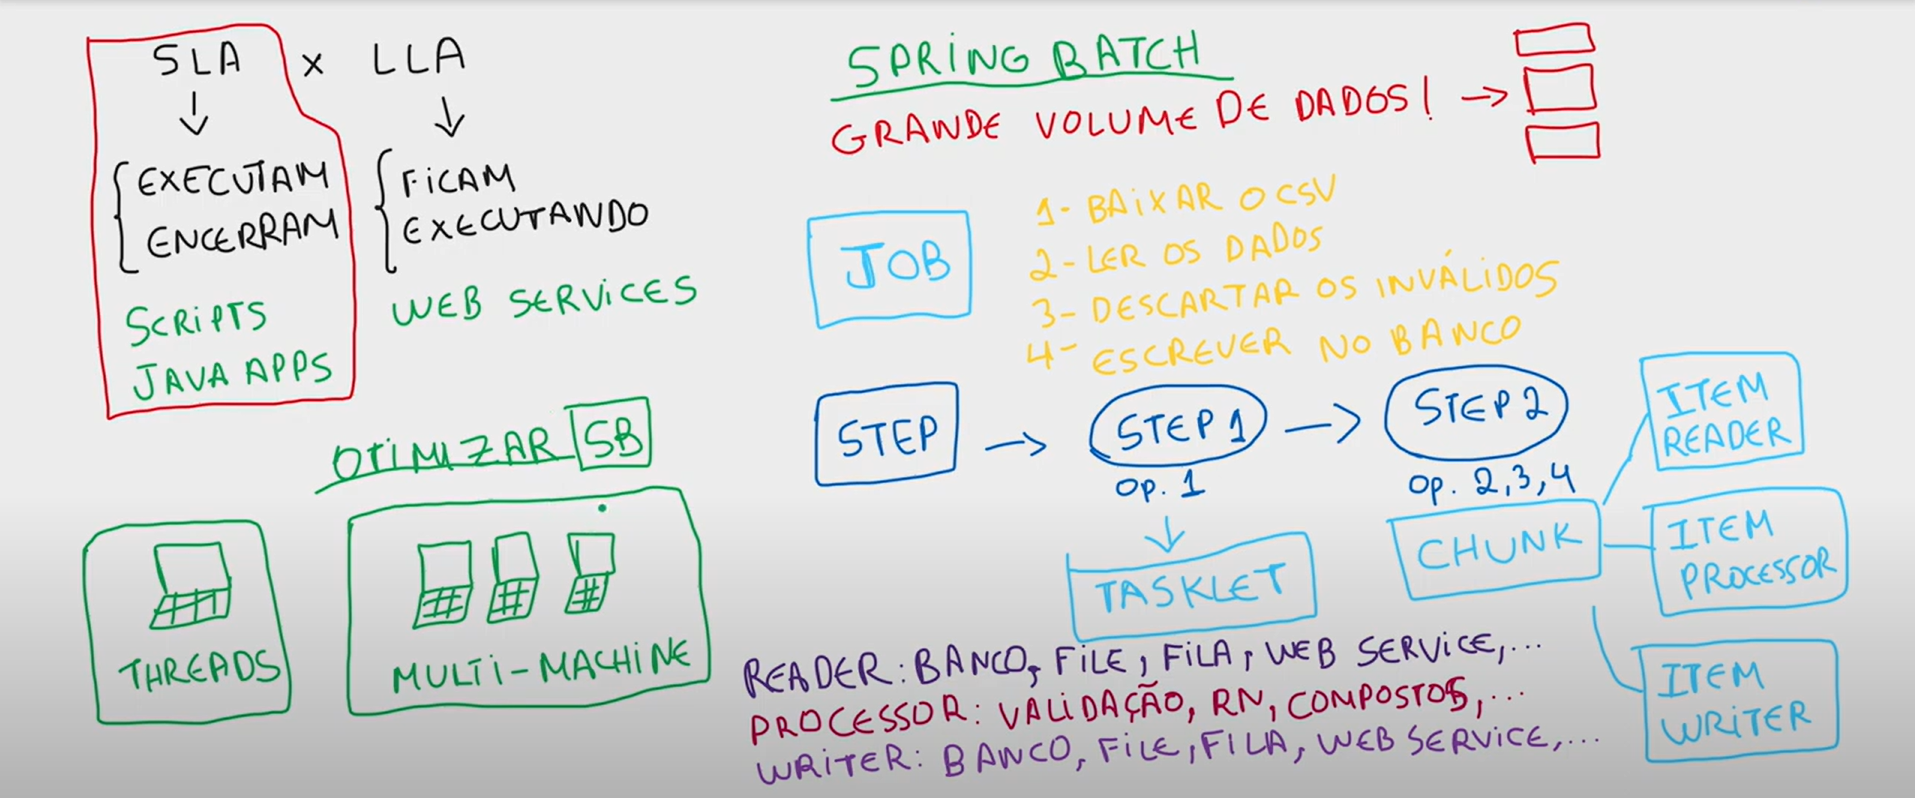 SLA x LLA
EXECUTAM
ENCERRAM
FICAM
EXECUTANDO
SCRIPTS
JAVA APPS
WEB SERVICES
OTIMIZAR SB
THREADS
MULTI-MACHINE
SPRING BATCH
GRANDE VOLUME DE DADOS!
JOB
1- BAIXAR O CSV
2- LER OS DADOS
3- DESCARTAR OS INVÁLIDOS
4- ESCREVER NO BANCO
STEP
STEP 1
Op. 1
TASKLET
STEP 2
Op. 2,3,4
CHUNK
ITEM
READER
ITEM
PROCESSOR
ITEM
WRITER
READER: BANCO, FILE, FILA, WEB SERVICE,...
PROCESSOR: VALIDAÇÃO, RN, COMPOSTOS,...
WRITER: BANCO, FILE, FILA, WEB SERVICE,...